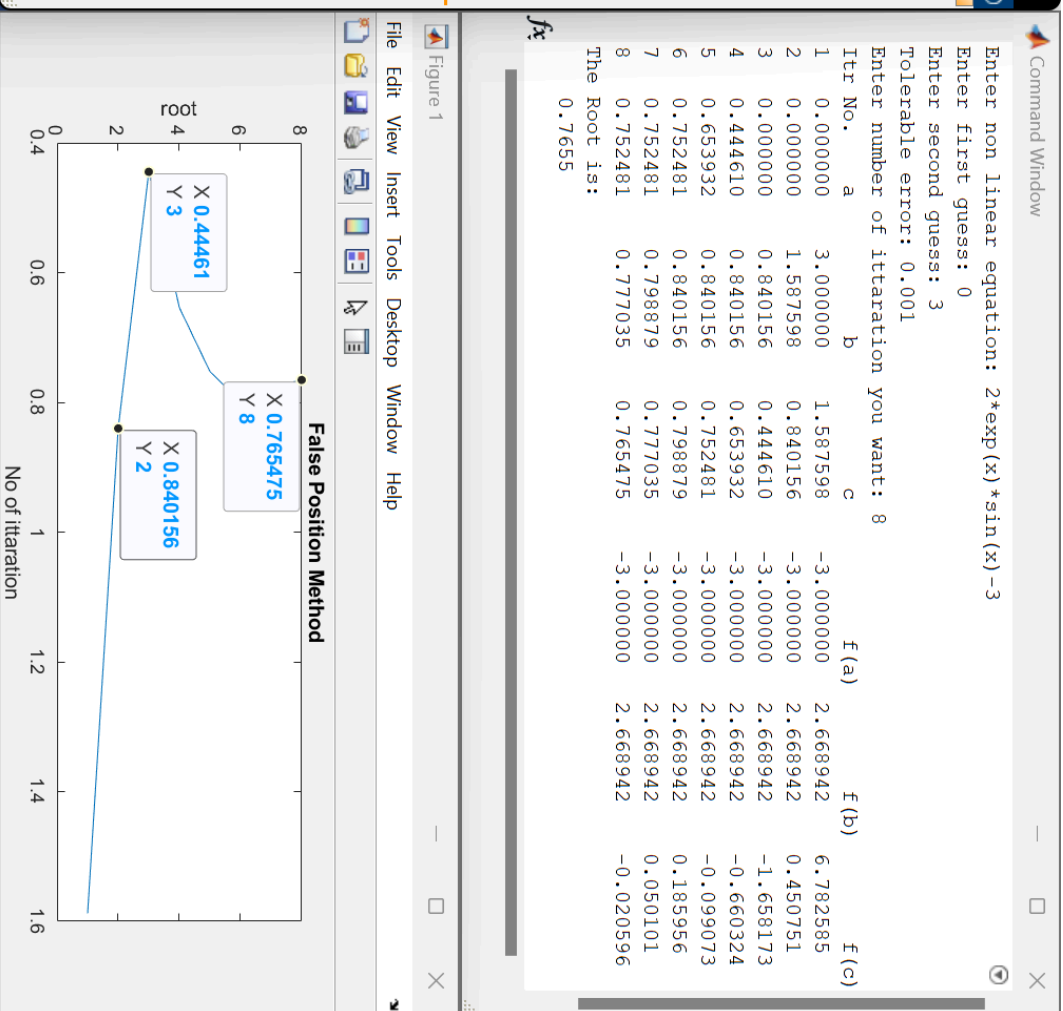 Command Window
Enter non linear equation: 2*exp(x)*sin(x)-3
Enter first guess: 0
Enter second guess: 3
Tolerable error: 0.001
Enter number of ittaration you want: 8
Itr No. a b c f(a) f(b) f(c)
1 0.000000 3.000000 1.587598 -3.000000 2.668942 6.782585
2 0.000000 1.587598 0.840156 -3.000000 2.668942 0.450751
3 0.000000 0.840156 0.444610 -3.000000 2.668942 -1.658173
4 0.444610 0.840156 0.653932 -3.000000 2.668942 -0.660324
5 0.653932 0.840156 0.752481 -3.000000 2.668942 -0.099073
6 0.752481 0.840156 0.798879 -3.000000 2.668942 0.185956
7 0.752481 0.798879 0.777035 -3.000000 2.668942 0.050101
8 0.752481 0.777035 0.765475 -3.000000 2.668942 -0.020596
The Root is:
0.7655
fx
Figure 1
File Edit View Insert Tools Desktop Window Help
False Position Method
8
6
4
2
0
root
X 0.765475
Y 8
X 0.44461
Y 3
X 0.840156
Y 2
0.4 0.6 0.8 1 1.2 1.4 1.6
No of ittaration